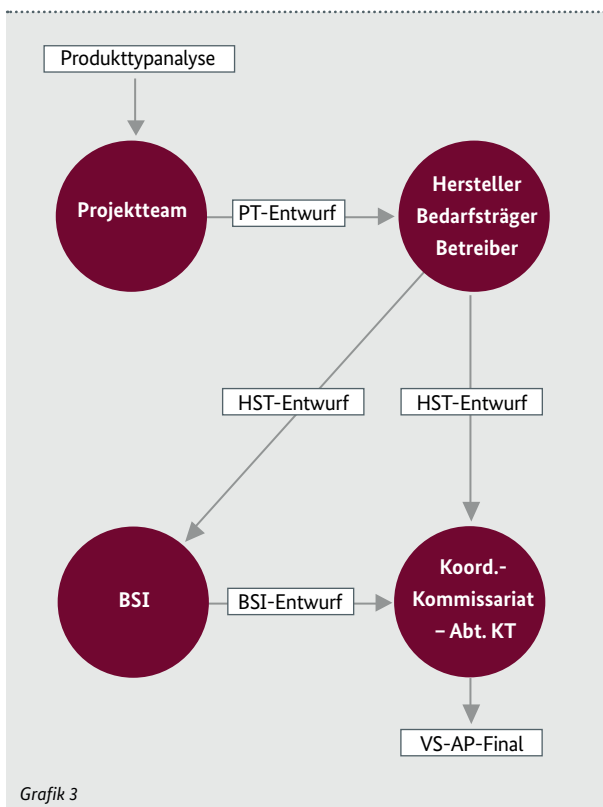 Produkttypanalyse
Projektteam
PT-Entwurf
Hersteller
Bedarfsträger
Betreiber
HST-Entwurf
HST-Entwurf
BSI
BSI-Entwurf
Koord.-
Kommissariat
– Abt. KT
VS-AP-Final
Grafik 3